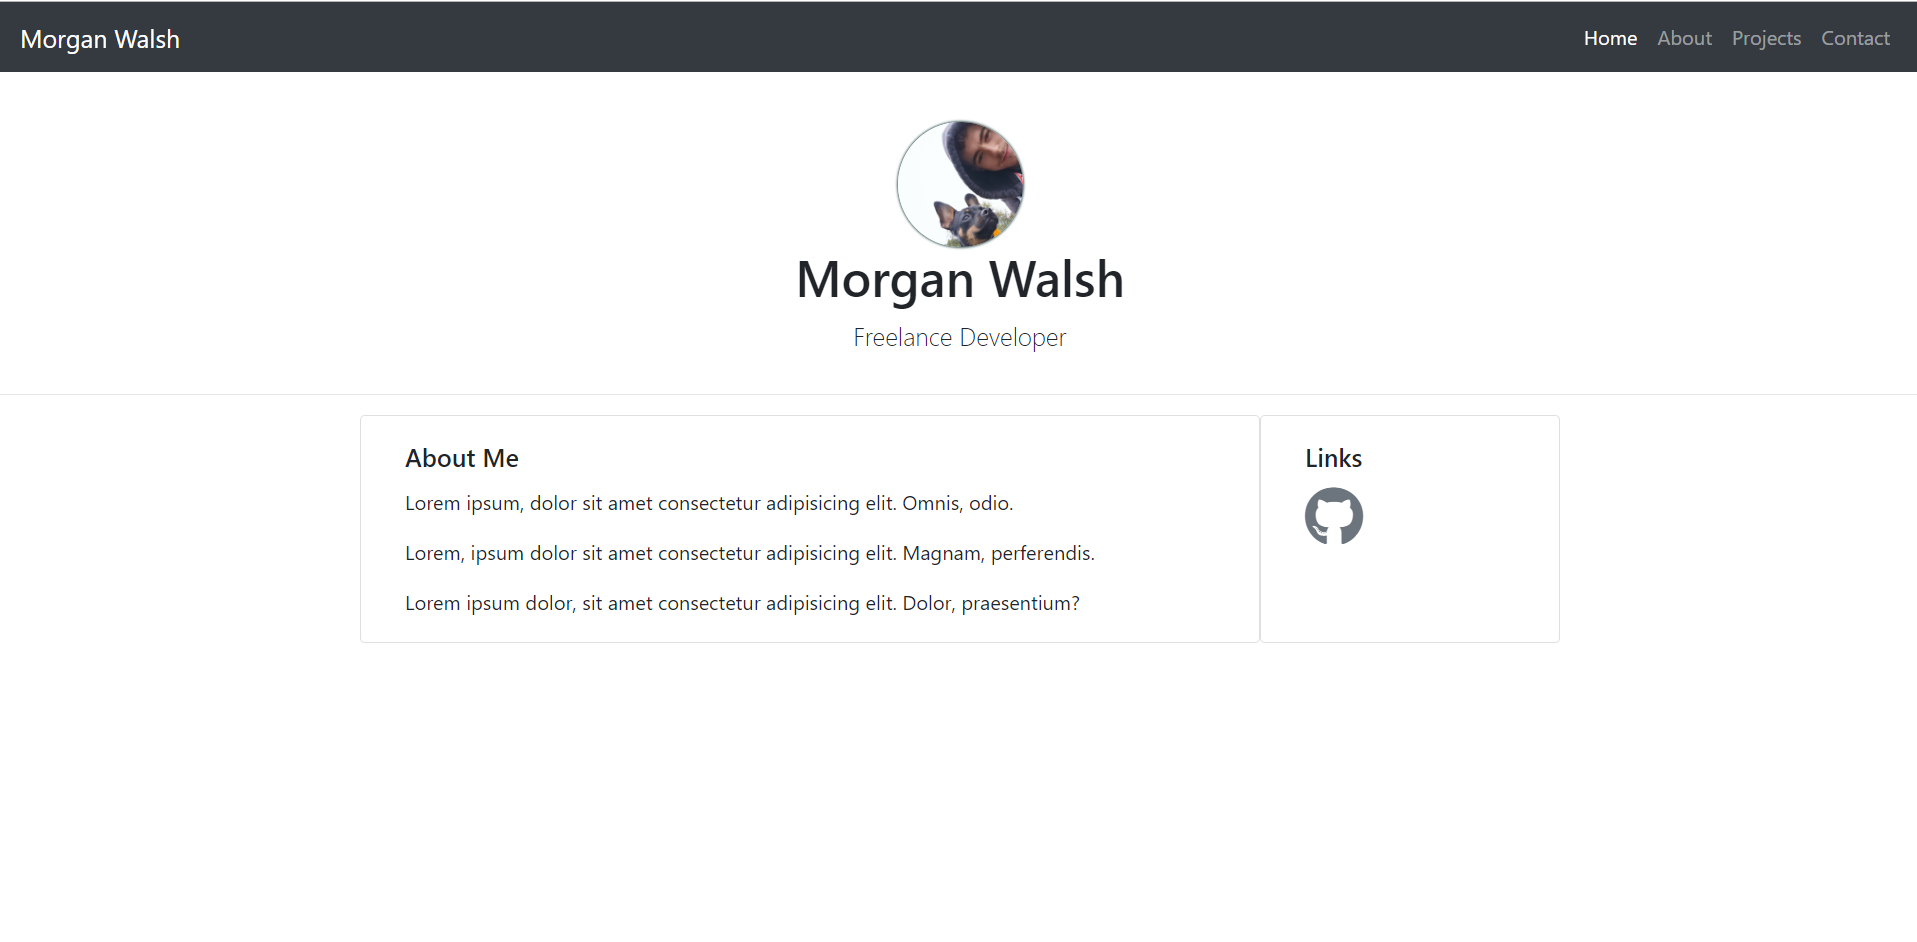 Morgan Walsh
Home About Projects Contact
Morgan Walsh
Freelance Developer
About Me
Lorem ipsum, dolor sit amet consectetur adipisicing elit. Omnis, odio.
Lorem, ipsum dolor sit amet consectetur adipisicing elit. Magnam, perferendis.
Lorem ipsum dolor, sit amet consectetur adipisicing elit. Dolor, praesentium?
Links